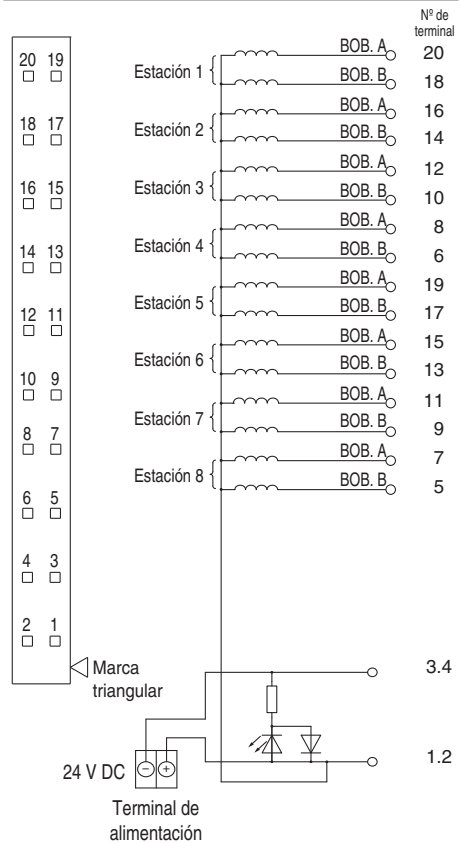 Nº de
terminal
20 19
18 17
16 15
14 13
12 11
10 9
8 7
6 5
4 3
2 1
Marca
triangular
Estación 1
BOB. A 20
BOB. B 18
Estación 2
BOB. A 16
BOB. B 14
Estación 3
BOB. A 12
BOB. B 10
Estación 4
BOB. A 8
BOB. B 6
Estación 5
BOB. A 19
BOB. B 17
Estación 6
BOB. A 15
BOB. B 13
Estación 7
BOB. A 11
BOB. B 9
Estación 8
BOB. A 7
BOB. B 5
3.4
1.2
24 V DC
− +
Terminal de
alimentación